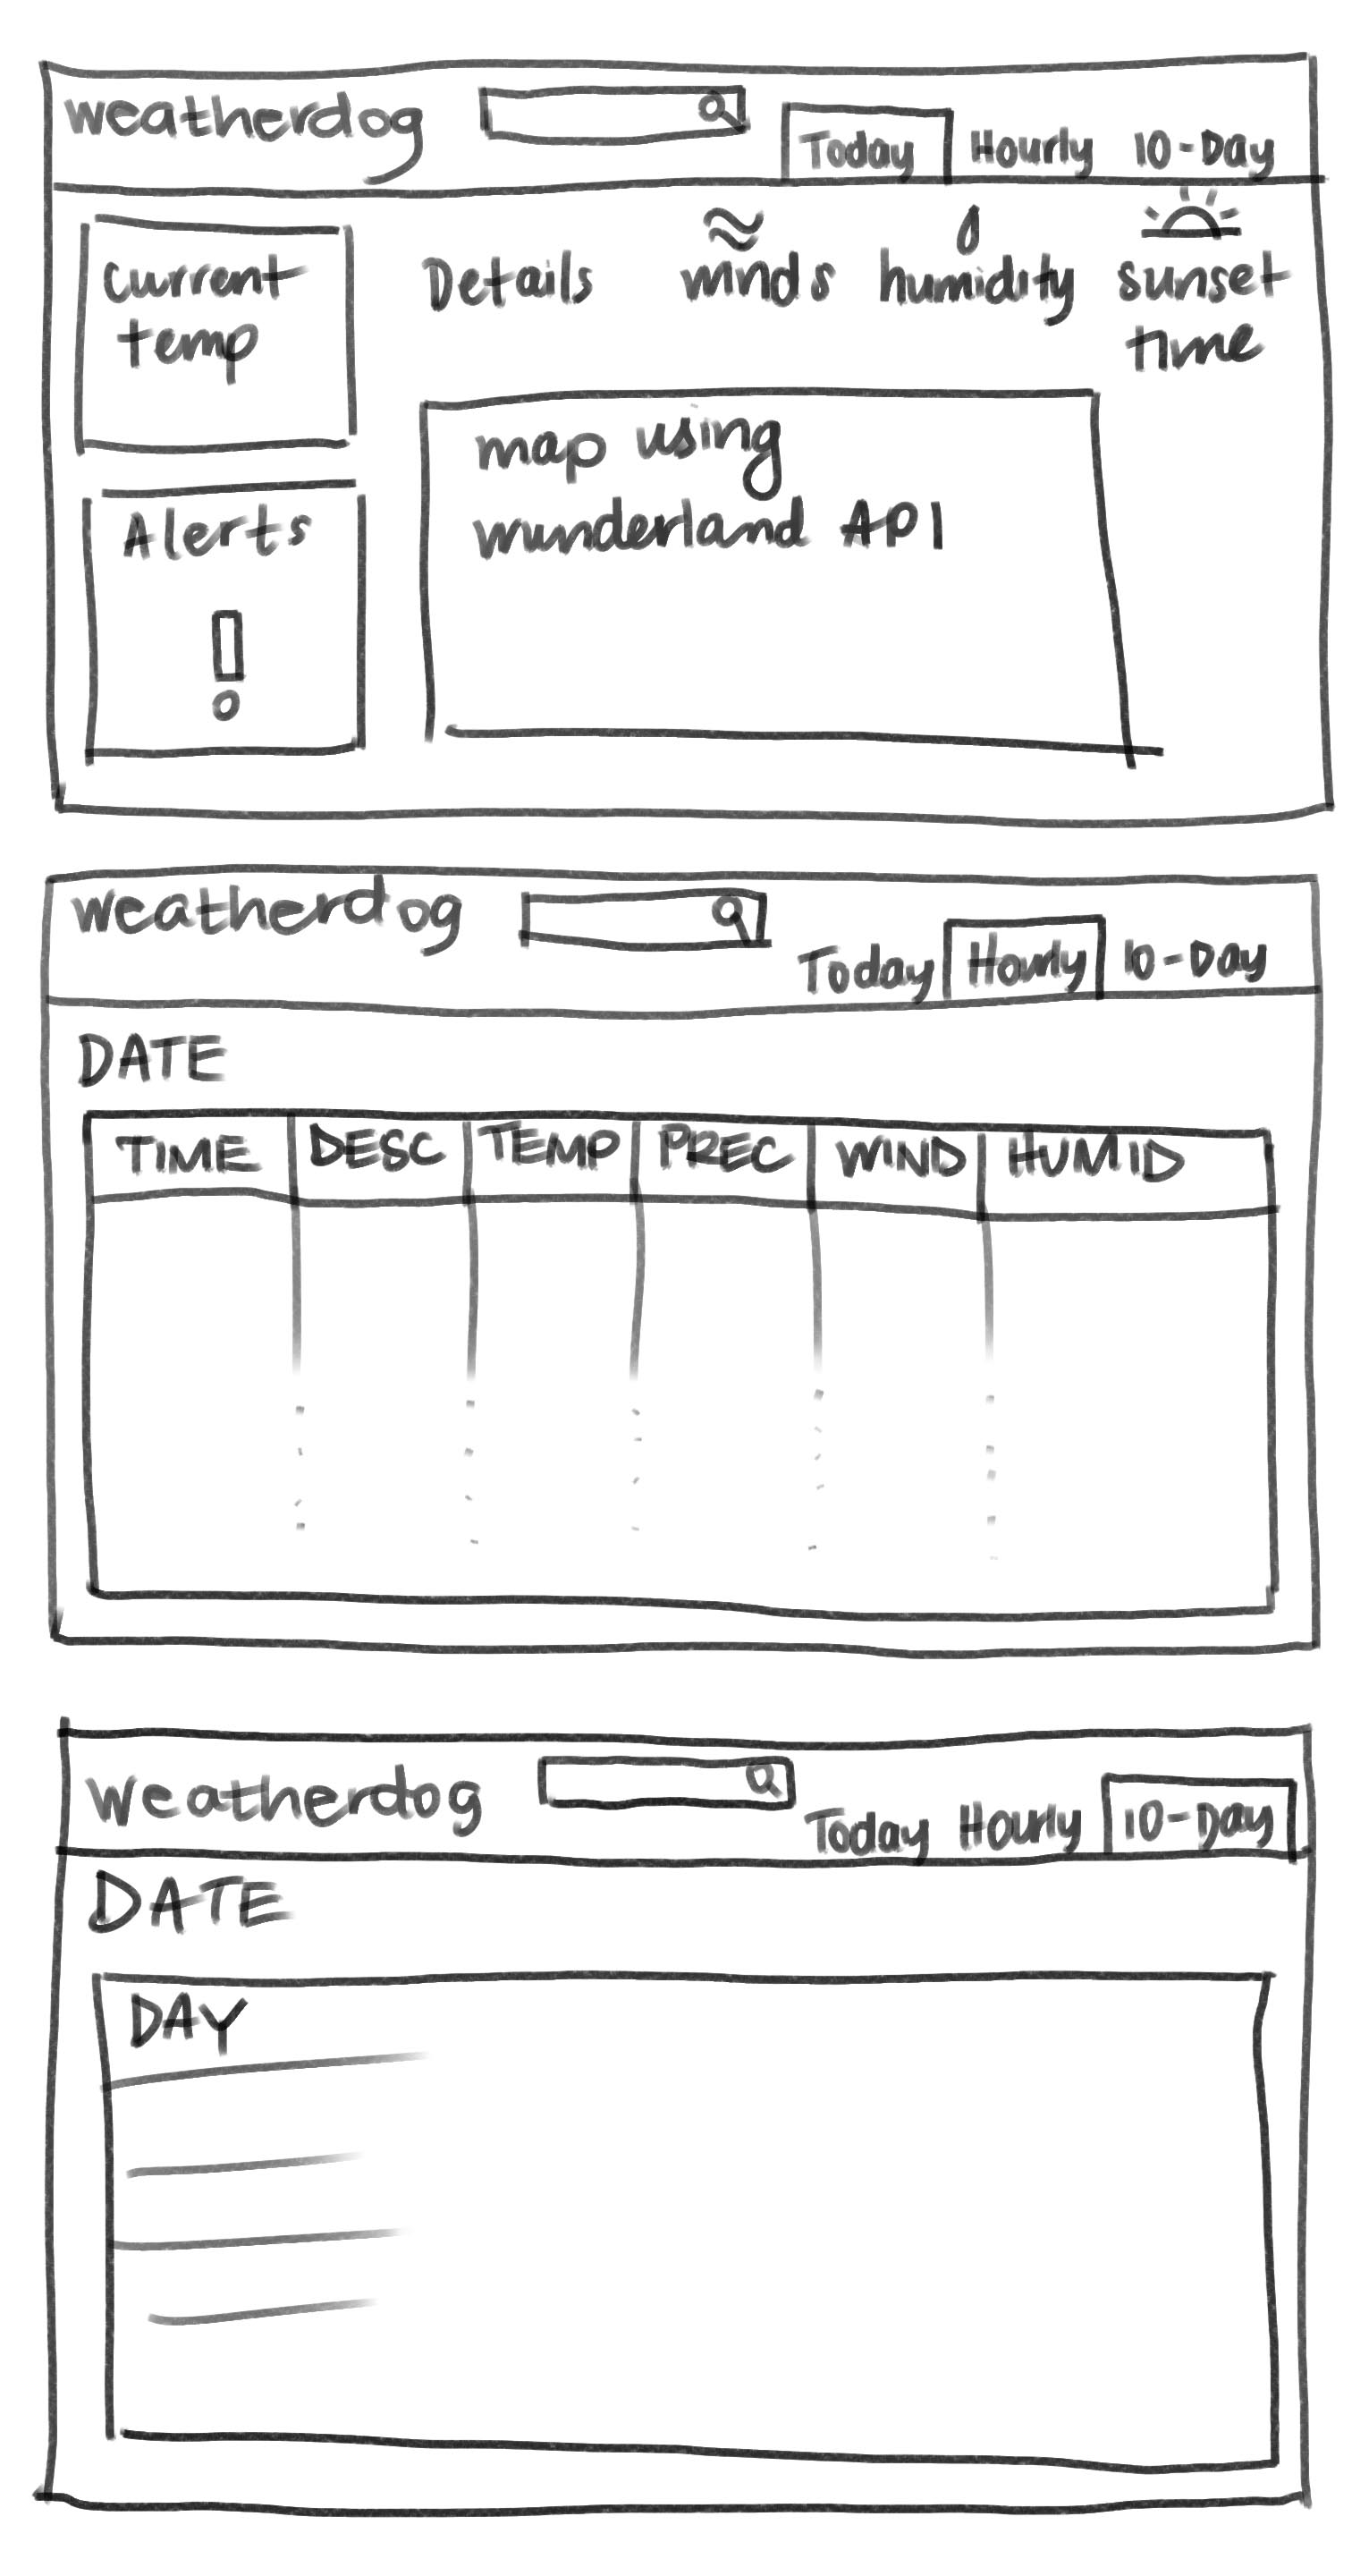 weatherdog
Today Hourly 10-Day
Current
temp
Details winds humidity sunset
time
map using
wunderland API
Alerts
!
weatherdog
Today Hourly 10-Day
DATE
TIME DESC TEMP PREC WIND HUMID
weatherdog
Today Hourly 10-Day
DATE
DAY